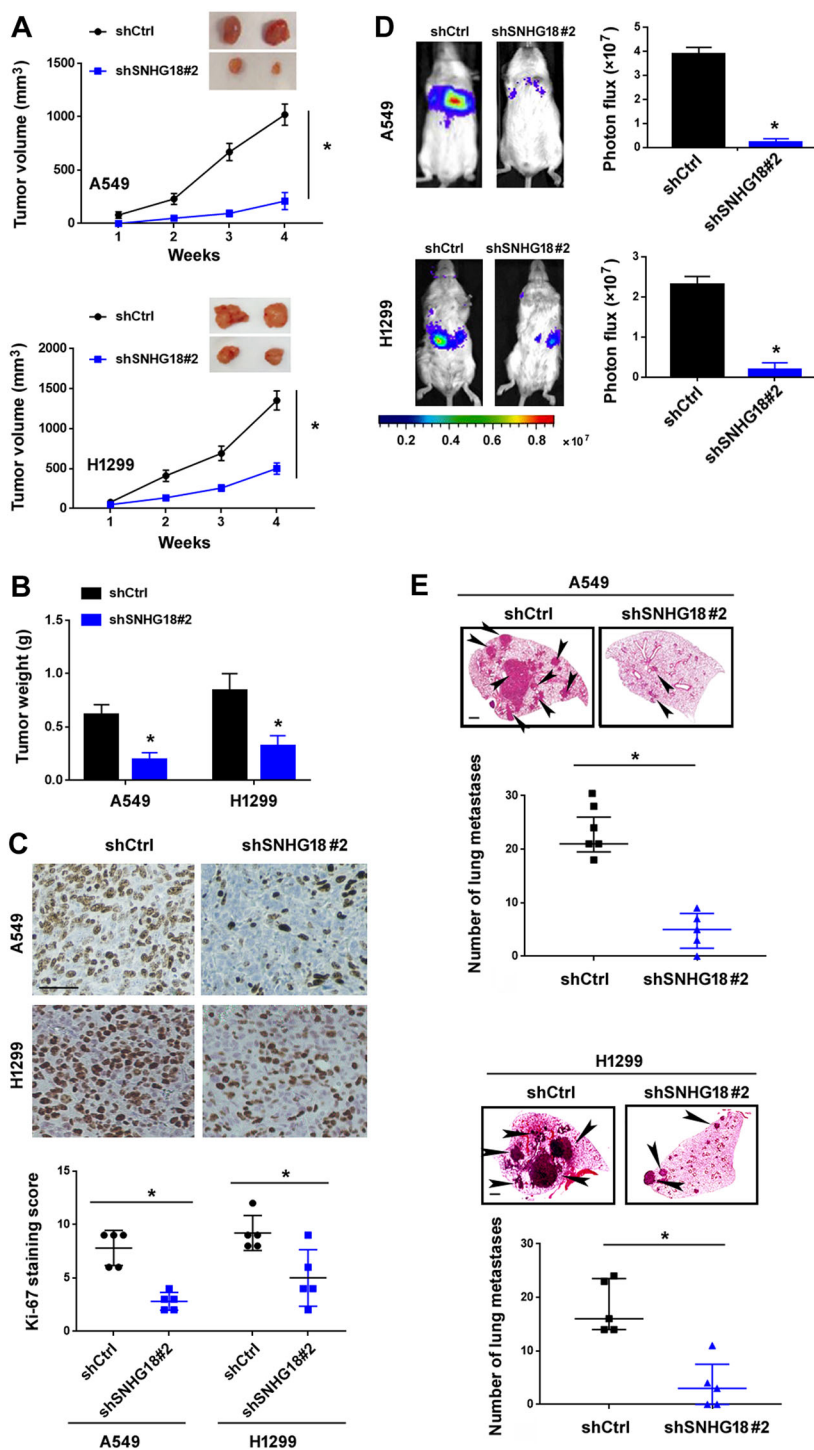 A
shCtrl
shSNHG18#2
Tumor volume (mm3)
1500
1000
500
0
A549
*
1 2 3 4
Weeks
shCtrl
shSNHG18#2
Tumor volume (mm3)
2000
1500
1000
500
0
H1299
*
1 2 3 4
Weeks
B
shCtrl
shSNHG18#2
Tumor weight (g)
1.5
1.0
0.5
0.0
* *
A549 H1299
C
shCtrl shSNHG18#2
A549
H1299
Ki-67 staining score
15
10
5
0
* *
shCtrl shSNHG18#2 shCtrl shSNHG18#2
A549 H1299
D
shCtrl shSNHG18#2
A549
Photon flux (×10⁷)
5
4
3
2
1
0
*
shCtrl shSNHG18#2
shCtrl shSNHG18#2
H1299
0.2 0.4 0.6 0.8 ×10⁷
Photon flux (×10⁷)
4
3
2
1
0
*
shCtrl shSNHG18#2
E
A549
shCtrl shSNHG18#2
Number of lung metastases
30
20
10
0
*
shCtrl shSNHG18#2
H1299
shCtrl shSNHG18#2
Number of lung metastases
30
20
10
0
*
shCtrl shSNHG18#2